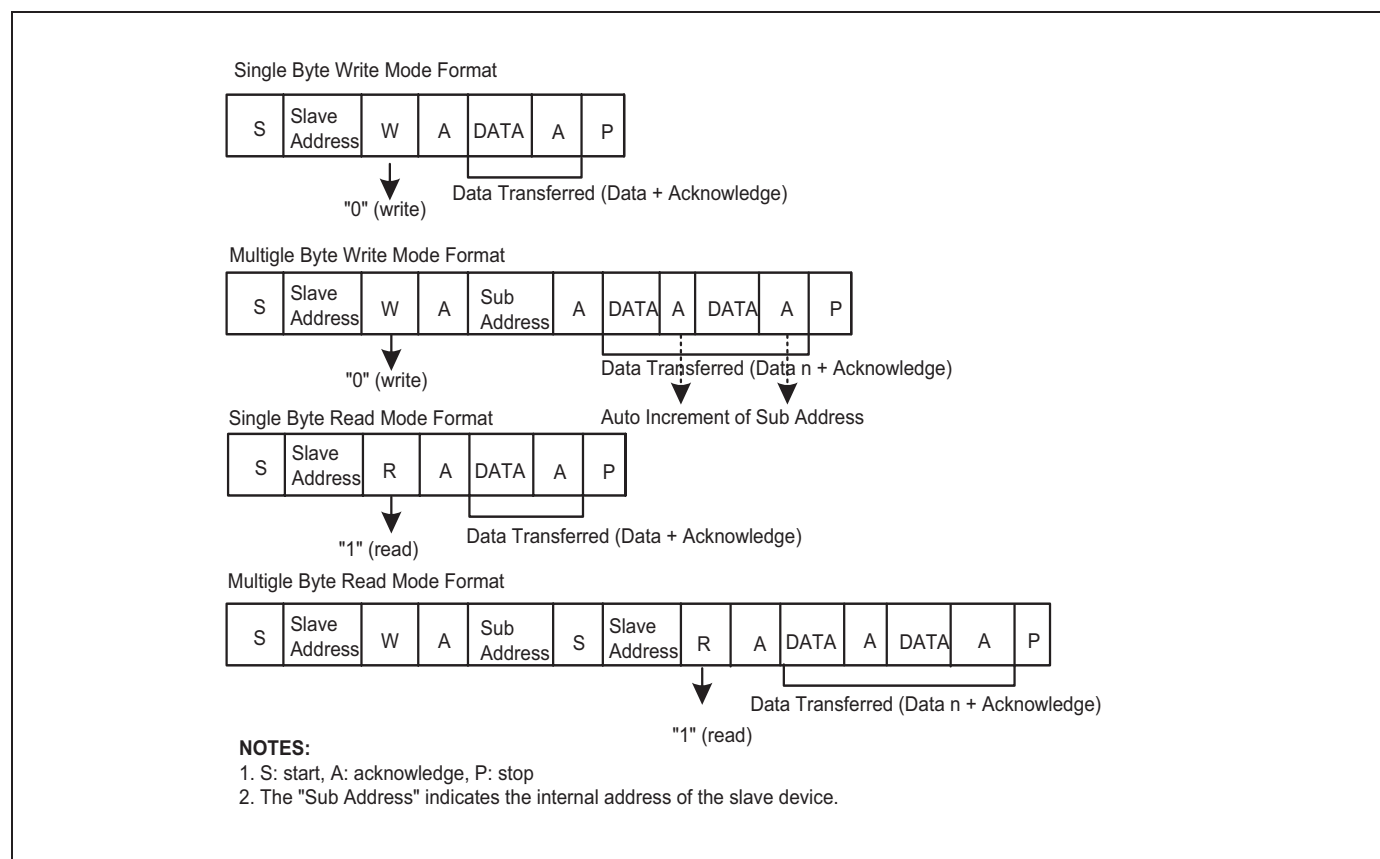 Single Byte Write Mode Format
S Slave Address W A DATA A P
Data Transferred (Data + Acknowledge)
"0" (write)
Multigle Byte Write Mode Format
S Slave Address W A Sub Address A DATA A DATA A P
Data Transferred (Data n + Acknowledge)
"0" (write)
Auto Increment of Sub Address
Single Byte Read Mode Format
S Slave Address R A DATA A P
Data Transferred (Data + Acknowledge)
"1" (read)
Multigle Byte Read Mode Format
S Slave Address W A Sub Address S Slave Address R A DATA A DATA A P
Data Transferred (Data n + Acknowledge)
"1" (read)
NOTES:
1. S: start, A: acknowledge, P: stop
2. The "Sub Address" indicates the internal address of the slave device.